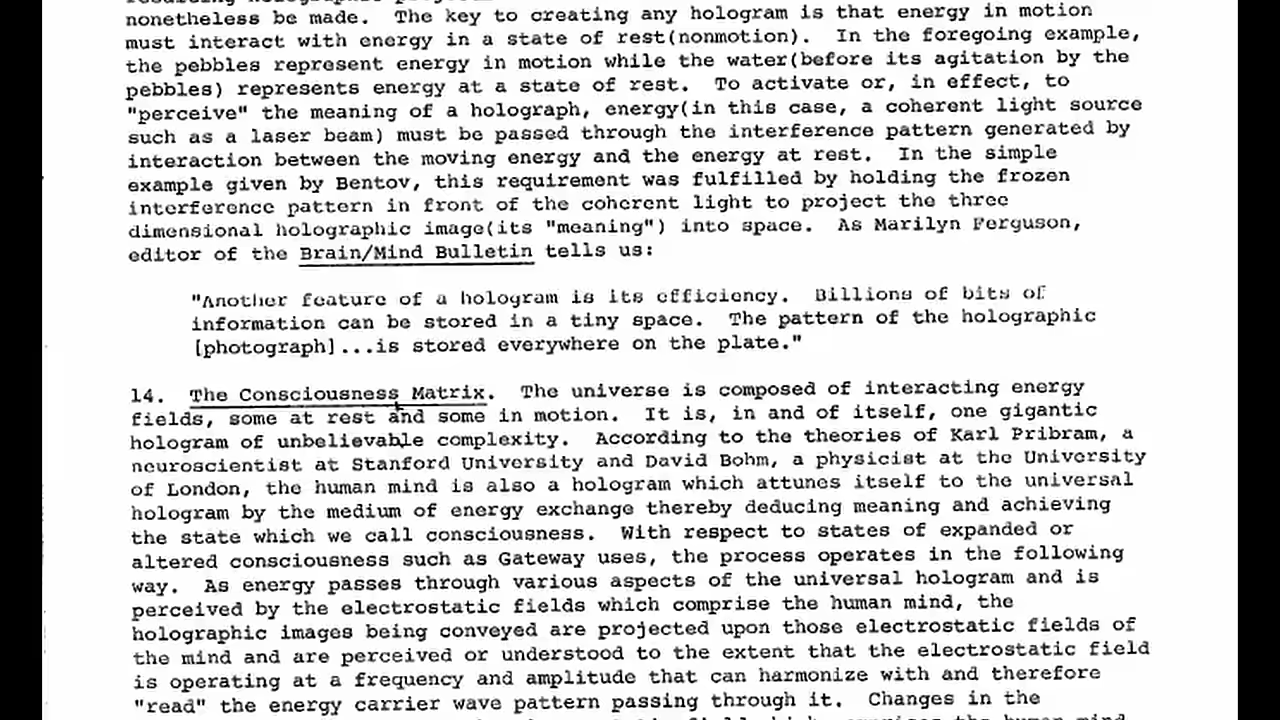 nonetheless be made. The key to creating any hologram is that energy in motion
must interact with energy in a state of rest(nonmotion). In the foregoing example,
the pebbles represent energy in motion while the water(before its agitation by the
pebbles) represents energy at a state of rest. To activate or, in effect, to
"perceive" the meaning of a holograph, energy(in this case, a coherent light source
such as a laser beam) must be passed through the interference pattern generated by
interaction between the moving energy and the energy at rest. In the simple
example given by Bentov, this requirement was fulfilled by holding the frozen
interference pattern in front of the coherent light to project the three
dimensional holographic image(its "meaning") into space. As Marilyn Ferguson,
editor of the Brain/Mind Bulletin tells us:
"Another feature of a hologram is its efficiency. Billions of bits of
information can be stored in a tiny space. The pattern of the holographic
[photograph]...is stored everywhere on the plate."
14. The Consciousness Matrix. The universe is composed of interacting energy
fields, some at rest and some in motion. It is, in and of itself, one gigantic
hologram of unbelievable complexity. According to the theories of Karl Pribram, a
neuroscientist at Stanford University and David Bohm, a physicist at the University
of London, the human mind is also a hologram which attunes itself to the universal
hologram by the medium of energy exchange thereby deducing meaning and achieving
the state which we call consciousness. With respect to states of expanded or
altered consciousness such as Gateway uses, the process operates in the following
way. As energy passes through various aspects of the universal hologram and is
perceived by the electrostatic fields which comprise the human mind, the
holographic images being conveyed are projected upon those electrostatic fields of
the mind and are perceived or understood to the extent that the electrostatic field
is operating at a frequency and amplitude that can harmonize with and therefore
"read" the energy carrier wave pattern passing through it. Changes in the